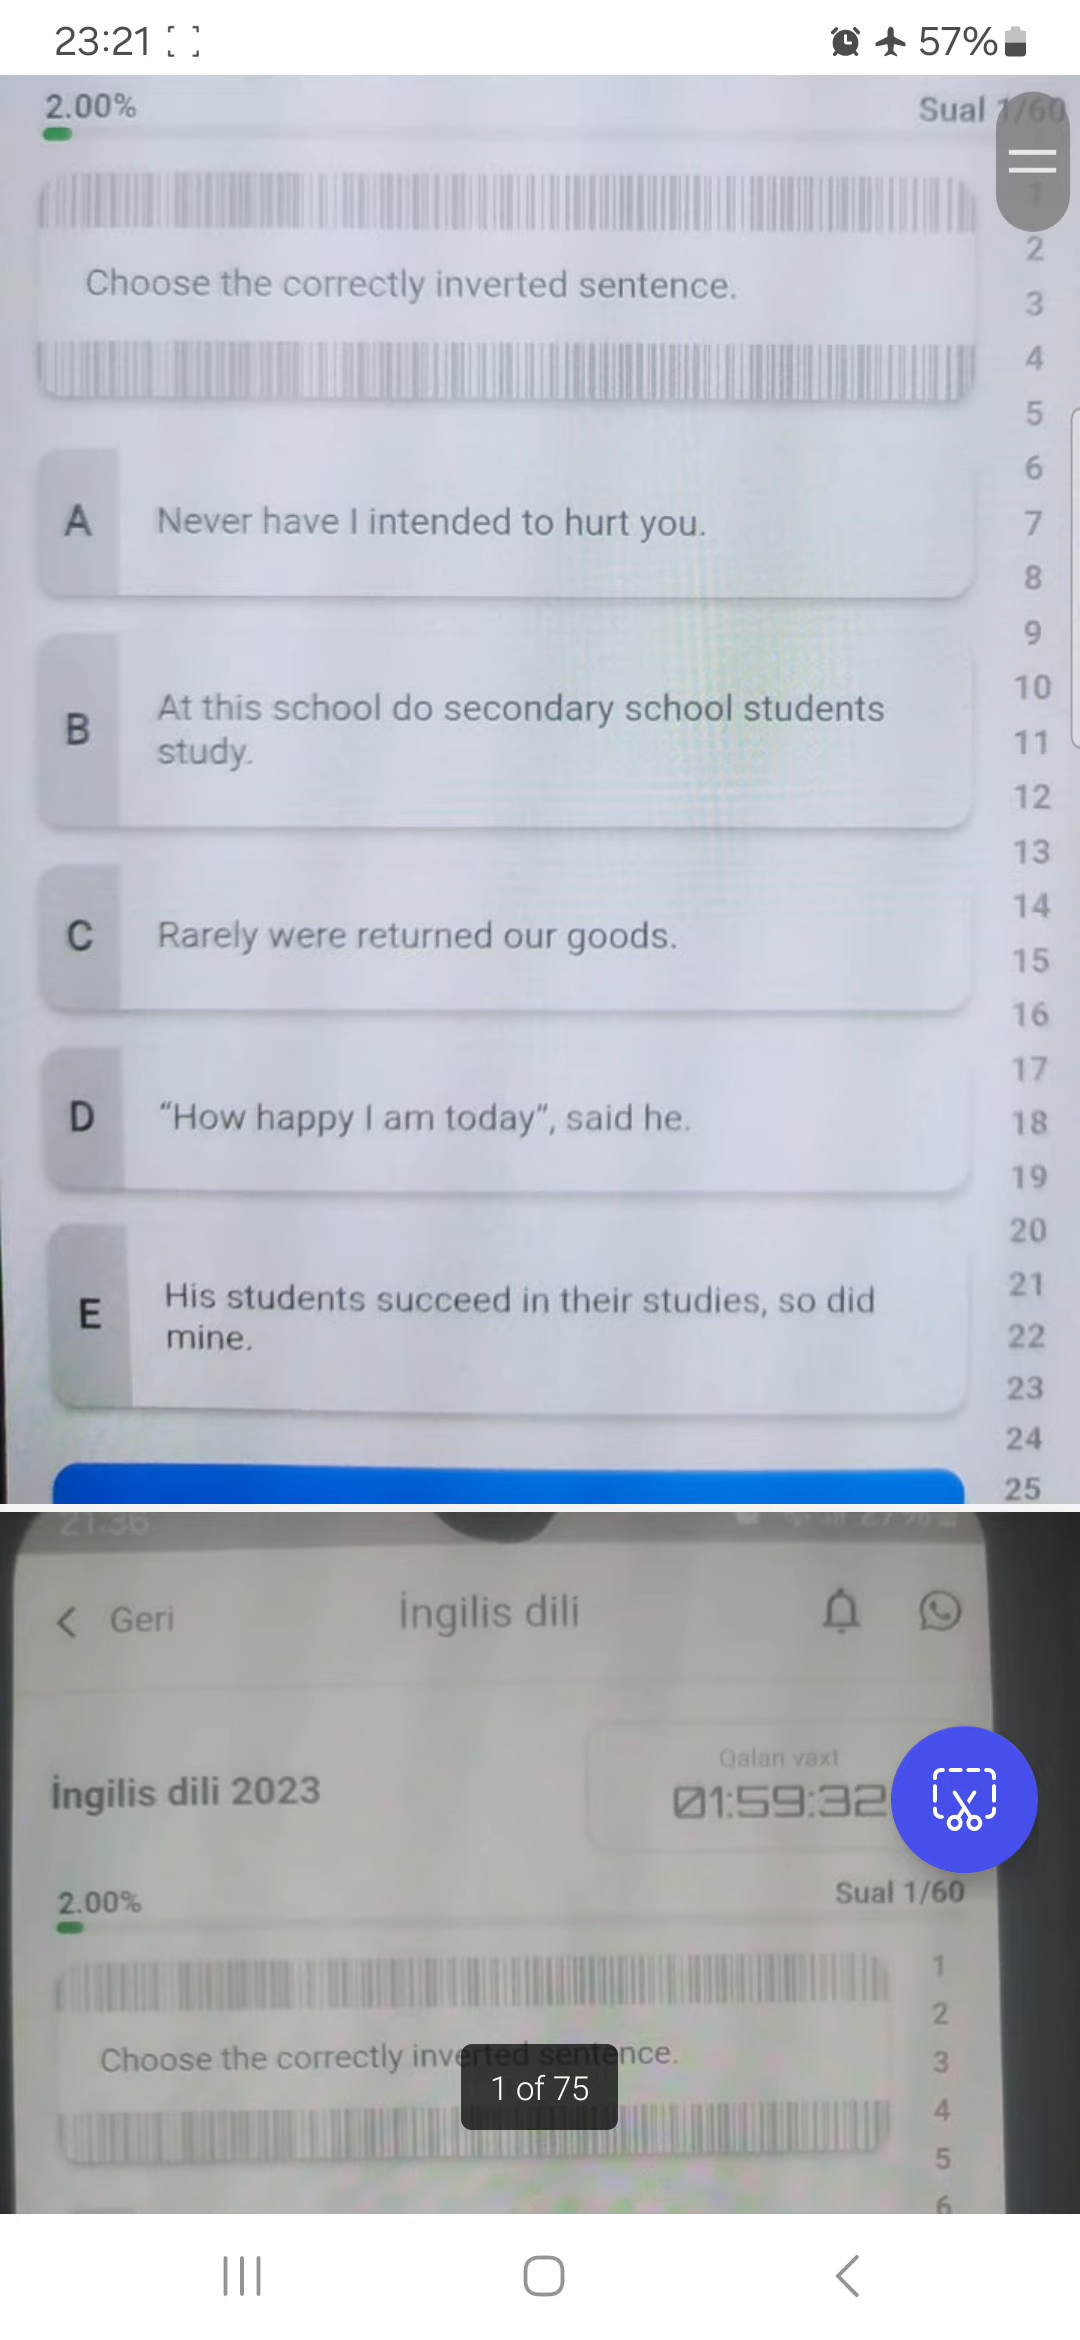 23:21 57%
2.00% Sual 1/60
1
Choose the correctly inverted sentence.
2
3
4
5
6
A Never have I intended to hurt you.
7
8
9
B At this school do secondary school students
study.
10
11
12
13
C Rarely were returned our goods.
14
15
16
D “How happy I am today”, said he.
17
18
19
20
E His students succeed in their studies, so did
mine.
21
22
23
24
25
21:36 27%
Geri İngilis dili
İngilis dili 2023
Qalan vaxt
01:59:32
2.00% Sual 1/60
1
2
Choose the correctly inverted sentence.
3
1 of 75
4
5
6